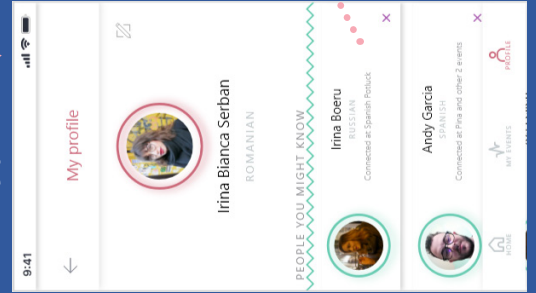 9:41
My profile
Irina Bianca Serban
ROMANIAN
PEOPLE YOU MIGHT KNOW
Irina Boeru
RUSSIAN
Connected at Spanish Potluck
Andy Garcia
SPANISH
Connected at Pina and other 2 events
HOME
MY EVENTS
PROFILE